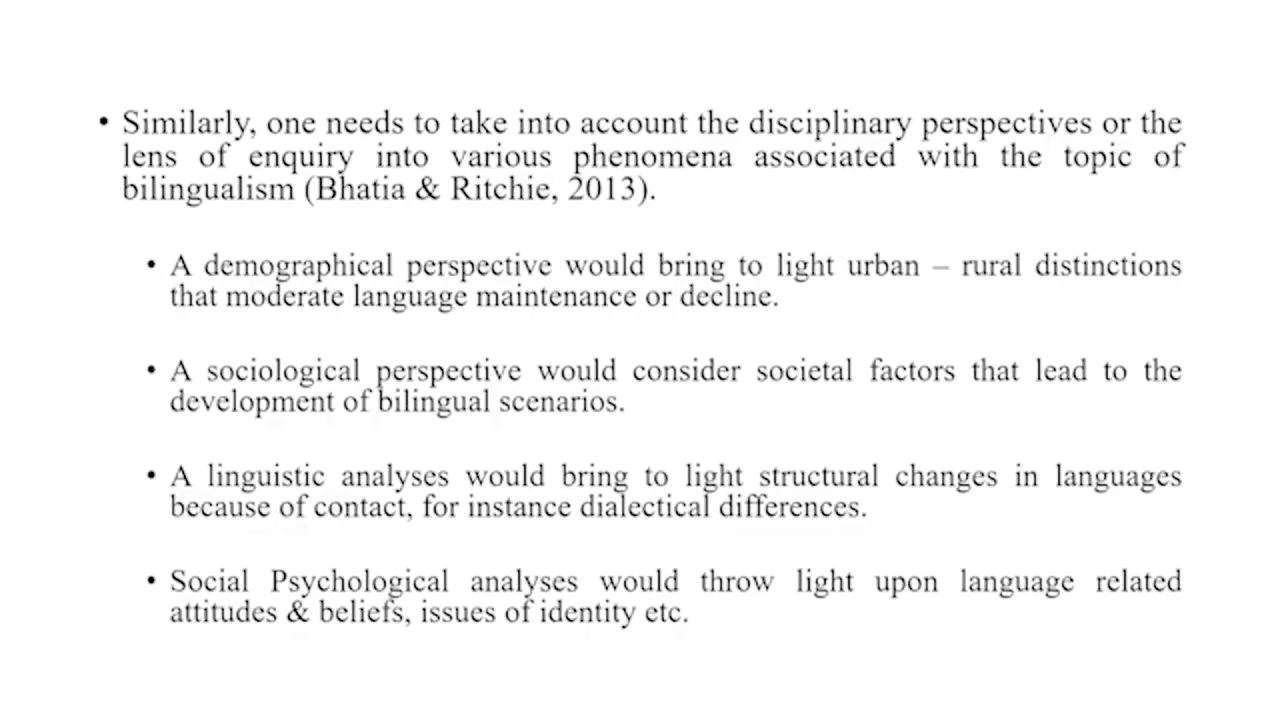 • Similarly, one needs to take into account the disciplinary perspectives or the
lens of enquiry into various phenomena associated with the topic of
bilingualism (Bhatia & Ritchie, 2013).
• A demographical perspective would bring to light urban – rural distinctions
that moderate language maintenance or decline.
• A sociological perspective would consider societal factors that lead to the
development of bilingual scenarios.
• A linguistic analyses would bring to light structural changes in languages
because of contact, for instance dialectical differences.
• Social Psychological analyses would throw light upon language related
attitudes & beliefs, issues of identity etc.